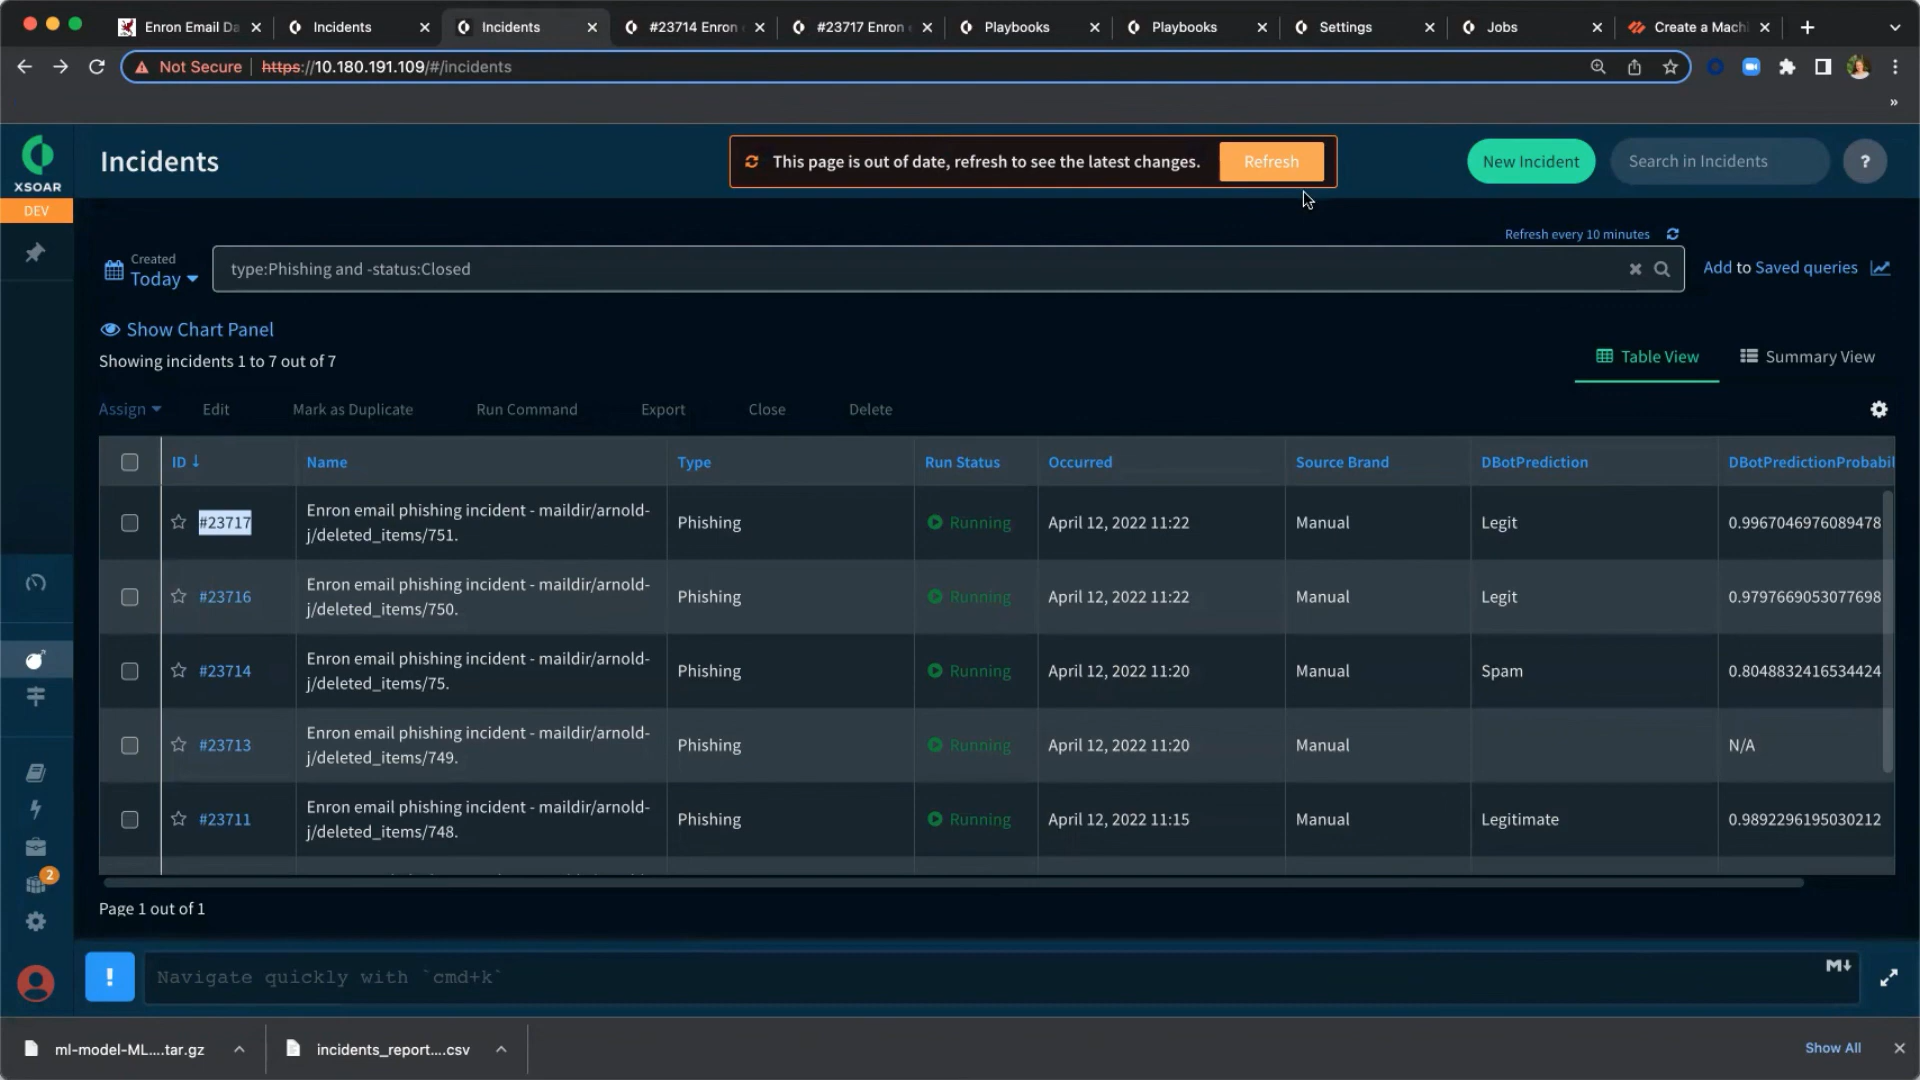 Enron Email Da
Incidents
Incidents
#23714 Enron
#23717 Enron
Playbooks
Playbooks
Settings
Jobs
Create a Machi
Not Secure
https://10.180.191.109/#/incidents
»
XSOAR
DEV
Incidents
This page is out of date, refresh to see the latest changes.
Refresh
New Incident
Search in Incidents
?
Refresh every 10 minutes
Created
Today
type:Phishing and -status:Closed
Add to Saved queries
Show Chart Panel
Showing incidents 1 to 7 out of 7
Table View
Summary View
Assign
Edit
Mark as Duplicate
Run Command
Export
Close
Delete
ID
Name
Type
Run Status
Occurred
Source Brand
DBotPrediction
DBotPredictionProbabil
#23717
Enron email phishing incident - maildir/arnold-
j/deleted_items/751.
Phishing
Running
April 12, 2022 11:22
Manual
Legit
0.9967046976089478
#23716
Enron email phishing incident - maildir/arnold-
j/deleted_items/750.
Phishing
Running
April 12, 2022 11:22
Manual
Legit
0.9797669053077698
#23714
Enron email phishing incident - maildir/arnold-
j/deleted_items/75.
Phishing
Running
April 12, 2022 11:20
Manual
Spam
0.8048832416534424
#23713
Enron email phishing incident - maildir/arnold-
j/deleted_items/749.
Phishing
Running
April 12, 2022 11:20
Manual
N/A
#23711
Enron email phishing incident - maildir/arnold-
j/deleted_items/748.
Phishing
Running
April 12, 2022 11:15
Manual
Legitimate
0.9892296195030212
2
Page 1 out of 1
!
Navigate quickly with `cmd+k`
M
ml-model-ML....tar.gz
incidents_report....csv
Show All